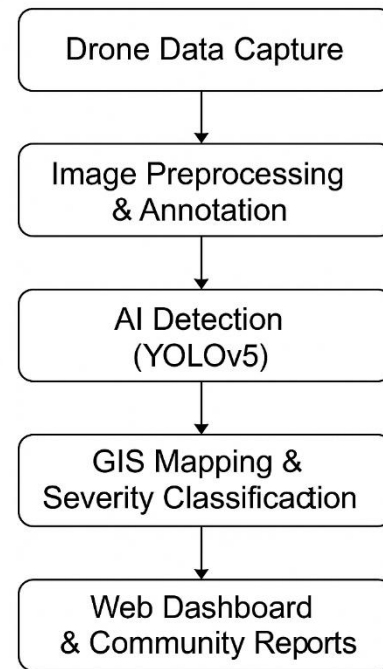 Drone Data Capture
Image Preprocessing
& Annotation
AI Detection
(YOLOv5)
GIS Mapping &
Severity Classificaction
Web Dashboard
& Community Reports